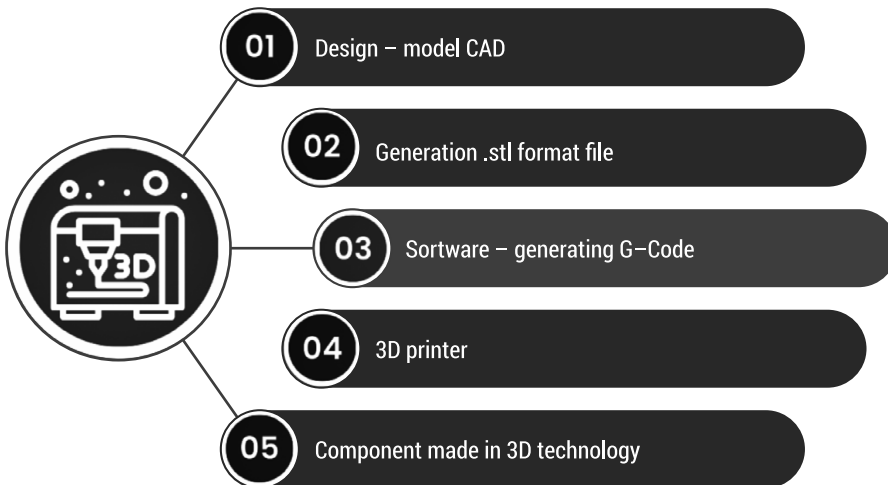 01 Design – model CAD
02 Generation .stl format file
3D
03 Sortware – generating G–Code
04 3D printer
05 Component made in 3D technology